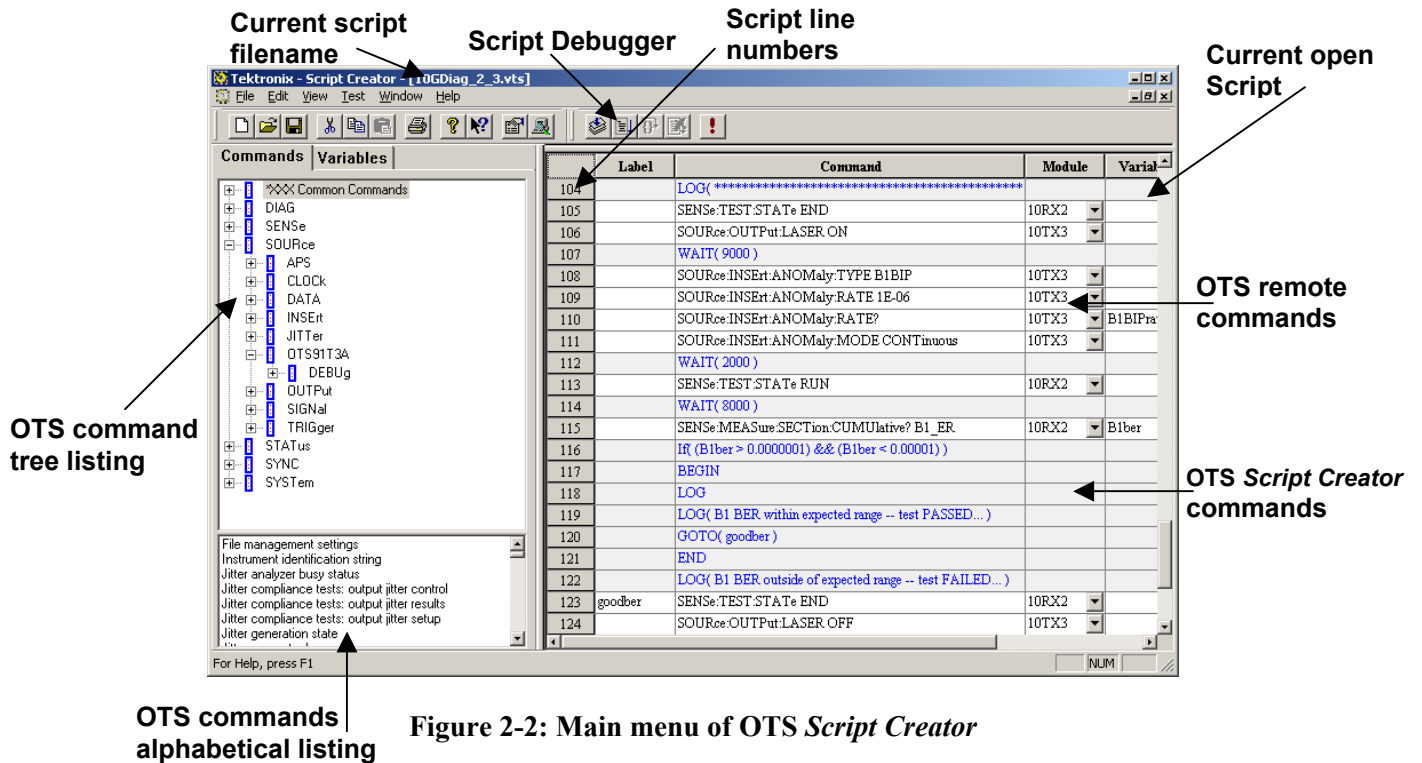 Current script
filename
Script Debugger
Script line
numbers
Current open
Script
Tektronix - Script Creator - [10GDiag_2_3.vts]
File Edit View Test Window Help
Commands Variables
*XXX Common Commands
DIAG
SENSe
SOURce
APS
CLOCk
DATA
INSErt
JITTer
OTS91T3A
DEBUg
OUTPut
SIGNal
TRIGger
STATus
SYNC
SYSTem
File management settings
Instrument identification string
Jitter analyzer busy status
Jitter compliance tests: output jitter control
Jitter compliance tests: output jitter results
Jitter compliance tests: output jitter setup
Jitter generation state
Label Command Module Variab
104 LOG( *********************************************
105 SENSe:TEST:STATe END 10RX2
106 SOURce:OUTPut:LASER ON 10TX3
107 WAIT( 9000 )
108 SOURce:INSErt:ANOMaly:TYPE B1BIP 10TX3
109 SOURce:INSErt:ANOMaly:RATE 1E-06 10TX3
110 SOURce:INSErt:ANOMaly:RATE? 10TX3 B1BIPra
111 SOURce:INSErt:ANOMaly:MODE CONTinuous 10TX3
112 WAIT( 2000 )
113 SENSe:TEST:STATe RUN 10RX2
114 WAIT( 8000 )
115 SENSe:MEASure:SECTion:CUMUlative? B1_ER 10RX2 B1ber
116 If( (B1ber > 0.0000001) && (B1ber < 0.00001) )
117 BEGIN
118 LOG
119 LOG( B1 BER within expected range -- test PASSED... )
120 GOTO( goodber )
121 END
122 LOG( B1 BER outside of expected range -- test FAILED... )
123 goodber SENSe:TEST:STATe END 10RX2
124 SOURce:OUTPut:LASER OFF 10TX3
For Help, press F1 NUM
OTS remote
commands
OTS command
tree listing
OTS Script Creator
commands
OTS commands
alphabetical listing
Figure 2-2: Main menu of OTS Script Creator